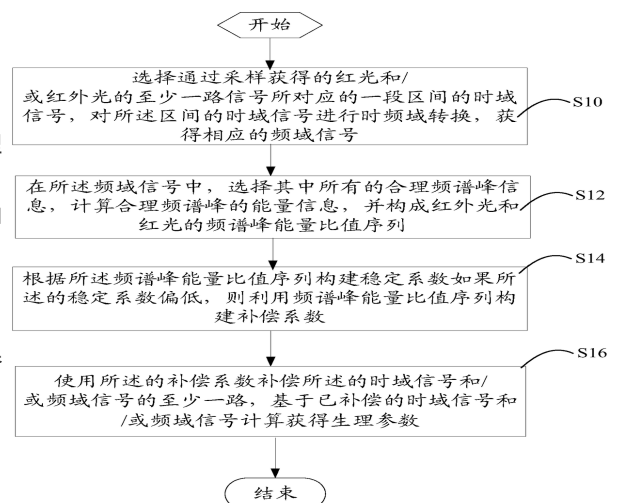 开始
选择通过采样获得的红光和/
或红外光的至少一路信号所对应的一段区间的时域
信号，对所述区间的时域信号进行时频域转换，获
得相应的频域信号
S10
在所述频域信号中，选择其中所有的合理频谱峰信
息，计算合理频谱峰的能量信息，并构成红外光和
红光的频谱峰能量比值序列
S12
根据所述频谱峰能量比值序列构建稳定系数如果所
述的稳定系数偏低，则利用频谱峰能量比值序列构
建补偿系数
S14
使用所述的补偿系数补偿所述的时域信号和/
或频域信号的至少一路，基于已补偿的时域信号和
/或频域信号计算获得生理参数
S16
结束